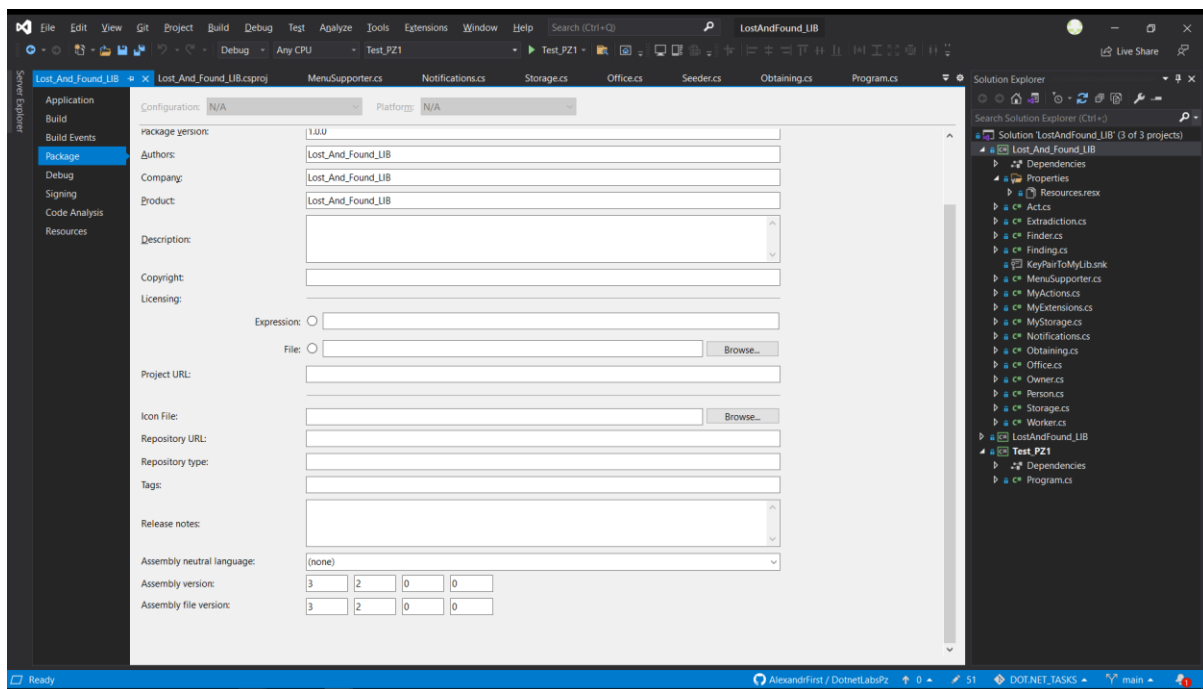 File Edit View Git Project Build Debug Test Analyze Tools Extensions Window Help Search (Ctrl+Q) LostAndFound_LIB
Debug Any CPU Test_PZ1 Test_PZ1 Live Share
Server Explorer
Lost_And_Found_LIB Lost_And_Found_LIB.csproj MenuSupporter.cs Notifications.cs Storage.cs Office.cs Seeder.cs Obtaining.cs Program.cs
Application
Build
Build Events
Package
Debug
Signing
Code Analysis
Resources
Configuration: N/A Platform: N/A
Package version: 1.0.0
Authors: Lost_And_Found_LIB
Company: Lost_And_Found_LIB
Product: Lost_And_Found_LIB
Description:
Copyright:
Licensing:
Expression:
File: Browse...
Project URL:
Icon File: Browse...
Repository URL:
Repository type:
Tags:
Release notes:
Assembly neutral language: (none)
Assembly version: 3 2 0 0
Assembly file version: 3 2 0 0
Solution Explorer
Search Solution Explorer (Ctrl+;)
Solution 'LostAndFound_LIB' (3 of 3 projects)
Lost_And_Found_LIB
Dependencies
Properties
Resources.resx
C# Act.cs
C# Extradiction.cs
C# Finder.cs
C# Finding.cs
KeyPairToMyLib.snk
C# MenuSupporter.cs
C# MyActions.cs
C# MyExtensions.cs
C# MyStorage.cs
C# Notifications.cs
C# Obtaining.cs
C# Office.cs
C# Owner.cs
C# Person.cs
C# Storage.cs
C# Worker.cs
LostAndFound_LIB
Test_PZ1
Dependencies
C# Program.cs
Ready AlexandrFirst / DotnetLabsPz 0 51 DOT.NET_TASKS main 1